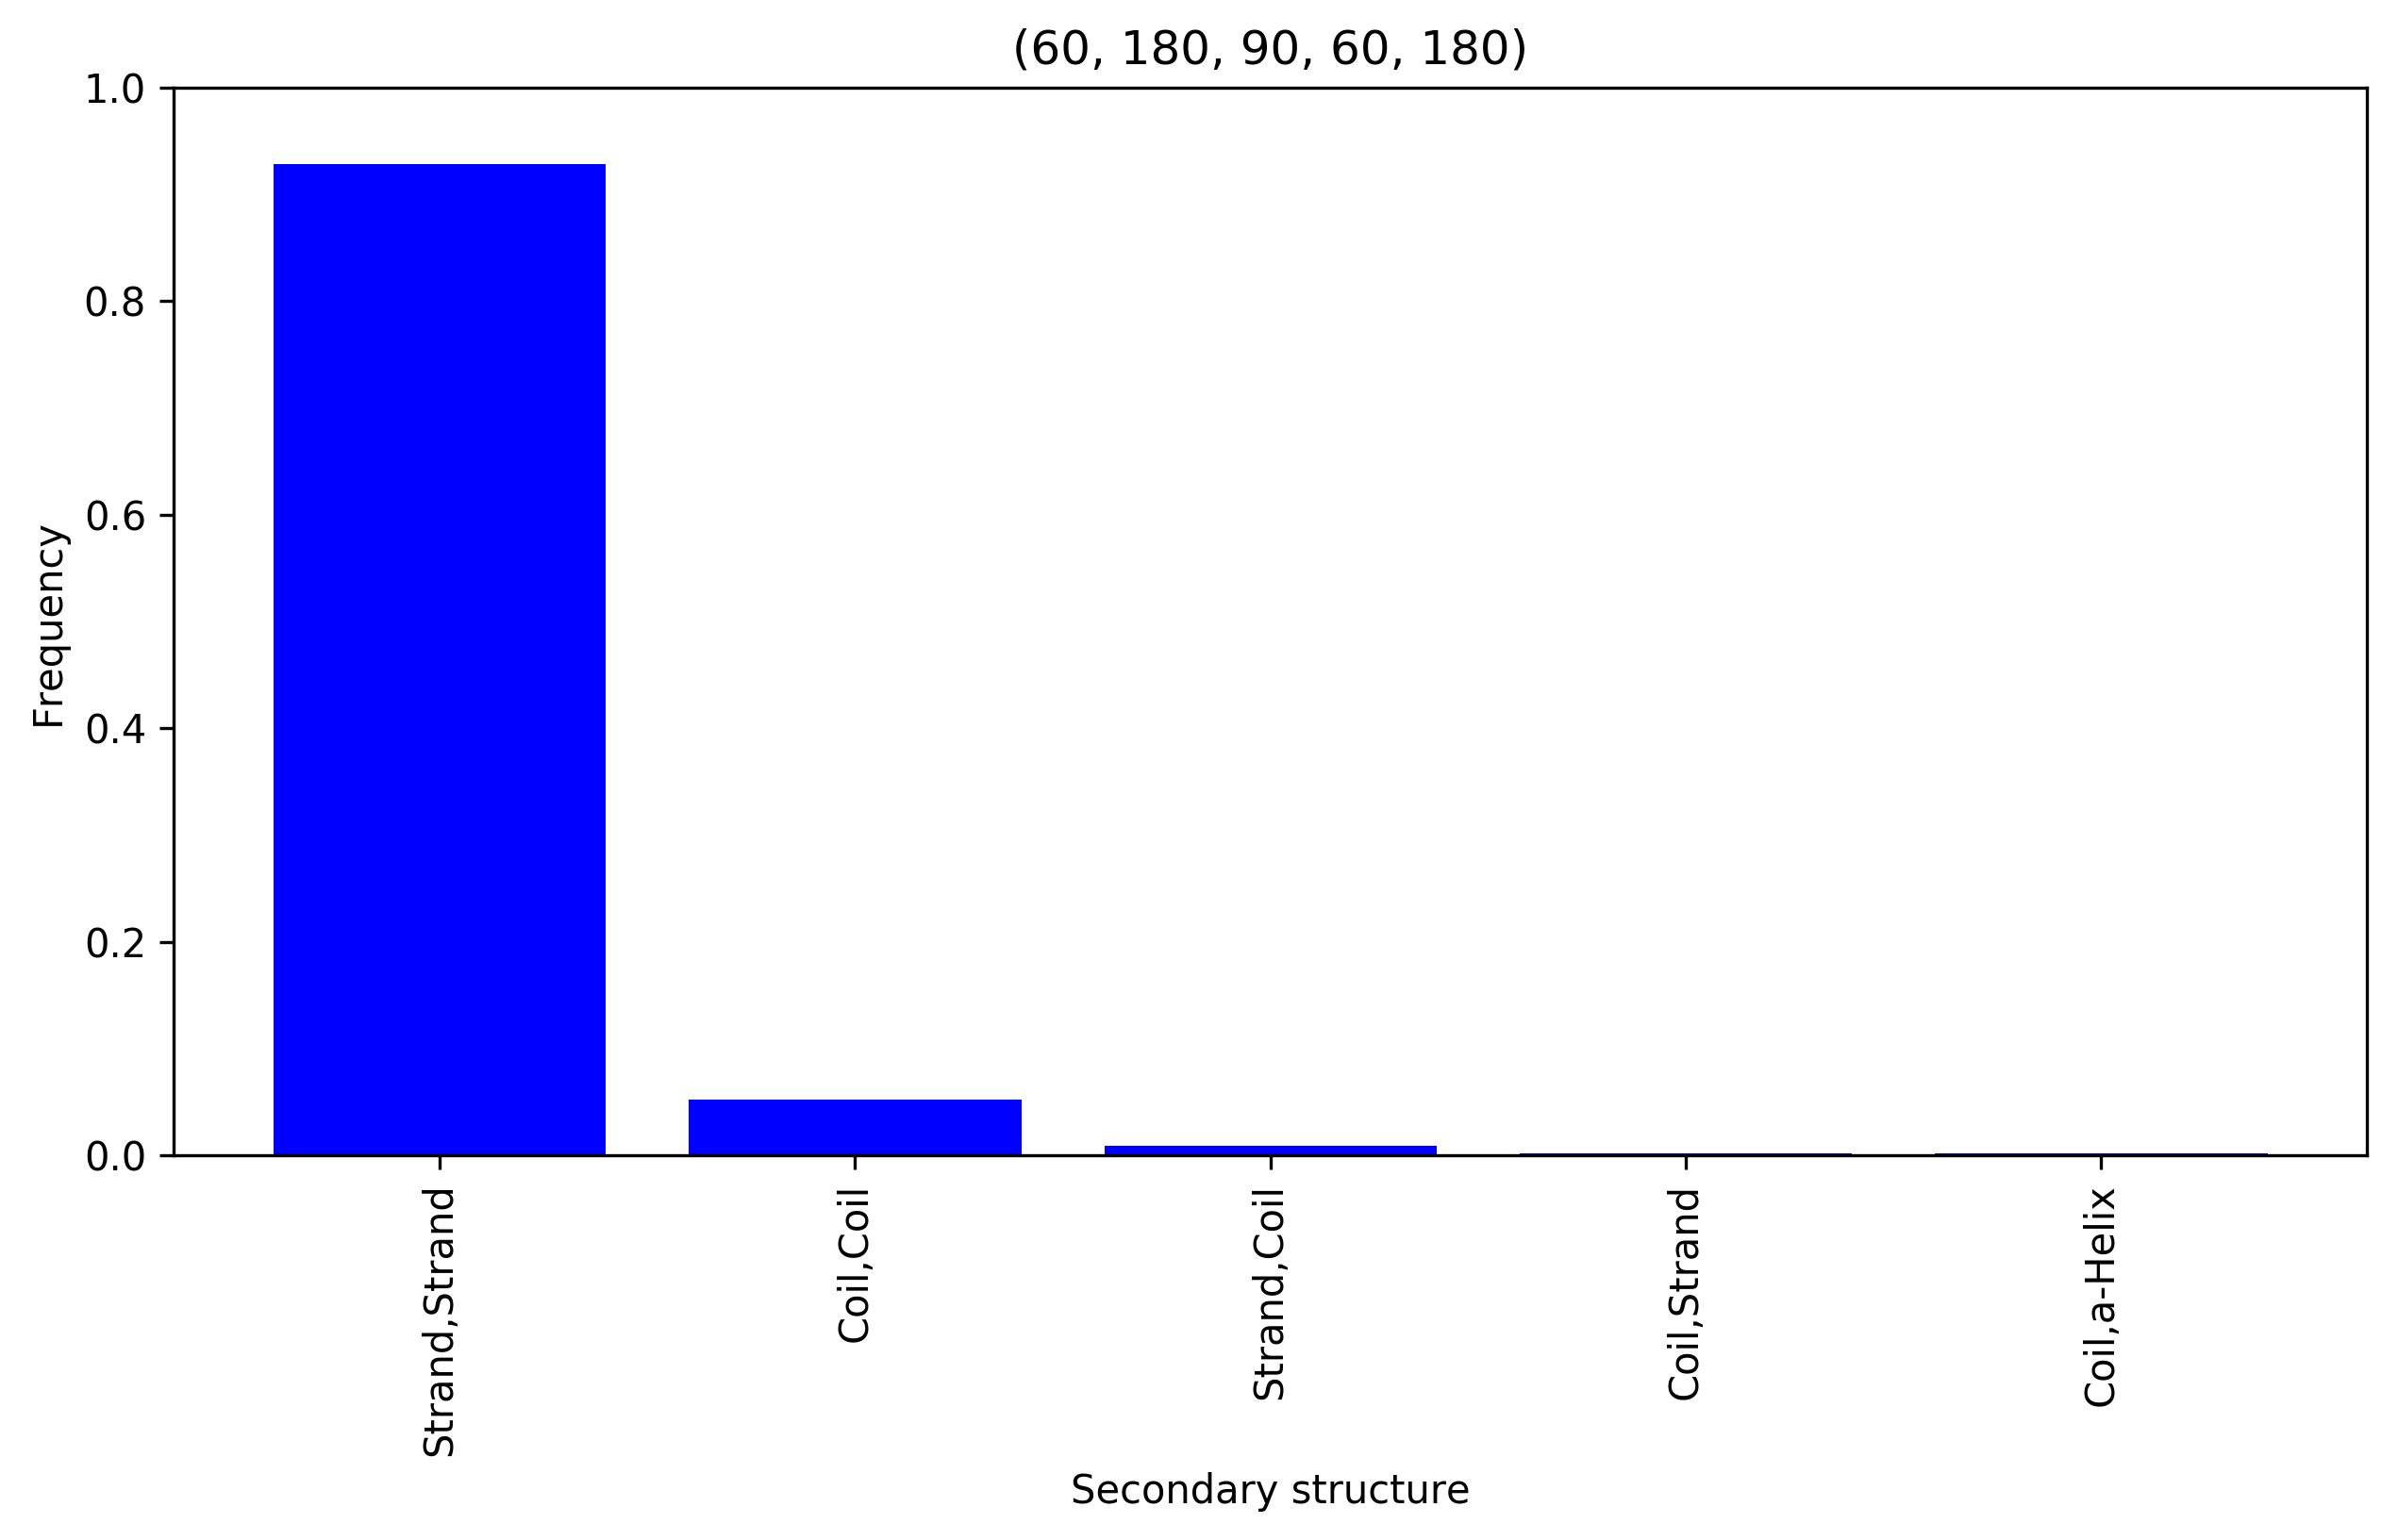 (60, 180, 90, 60, 180)
1.0
0.8
0.6
0.4
0.2
0.0
Frequency
Strand,Strand
Coil,Coil
Strand,Coil
Coil,Strand
Coil,a-Helix
Secondary structure